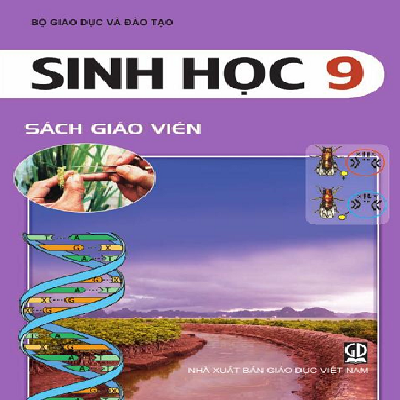 BỘ GIÁO DỤC VÀ ĐÀO TẠO
SINH HỌC 9
SÁCH GIÁO VIÊN
GD
NHÀ XUẤT BẢN GIÁO DỤC VIỆT NAM